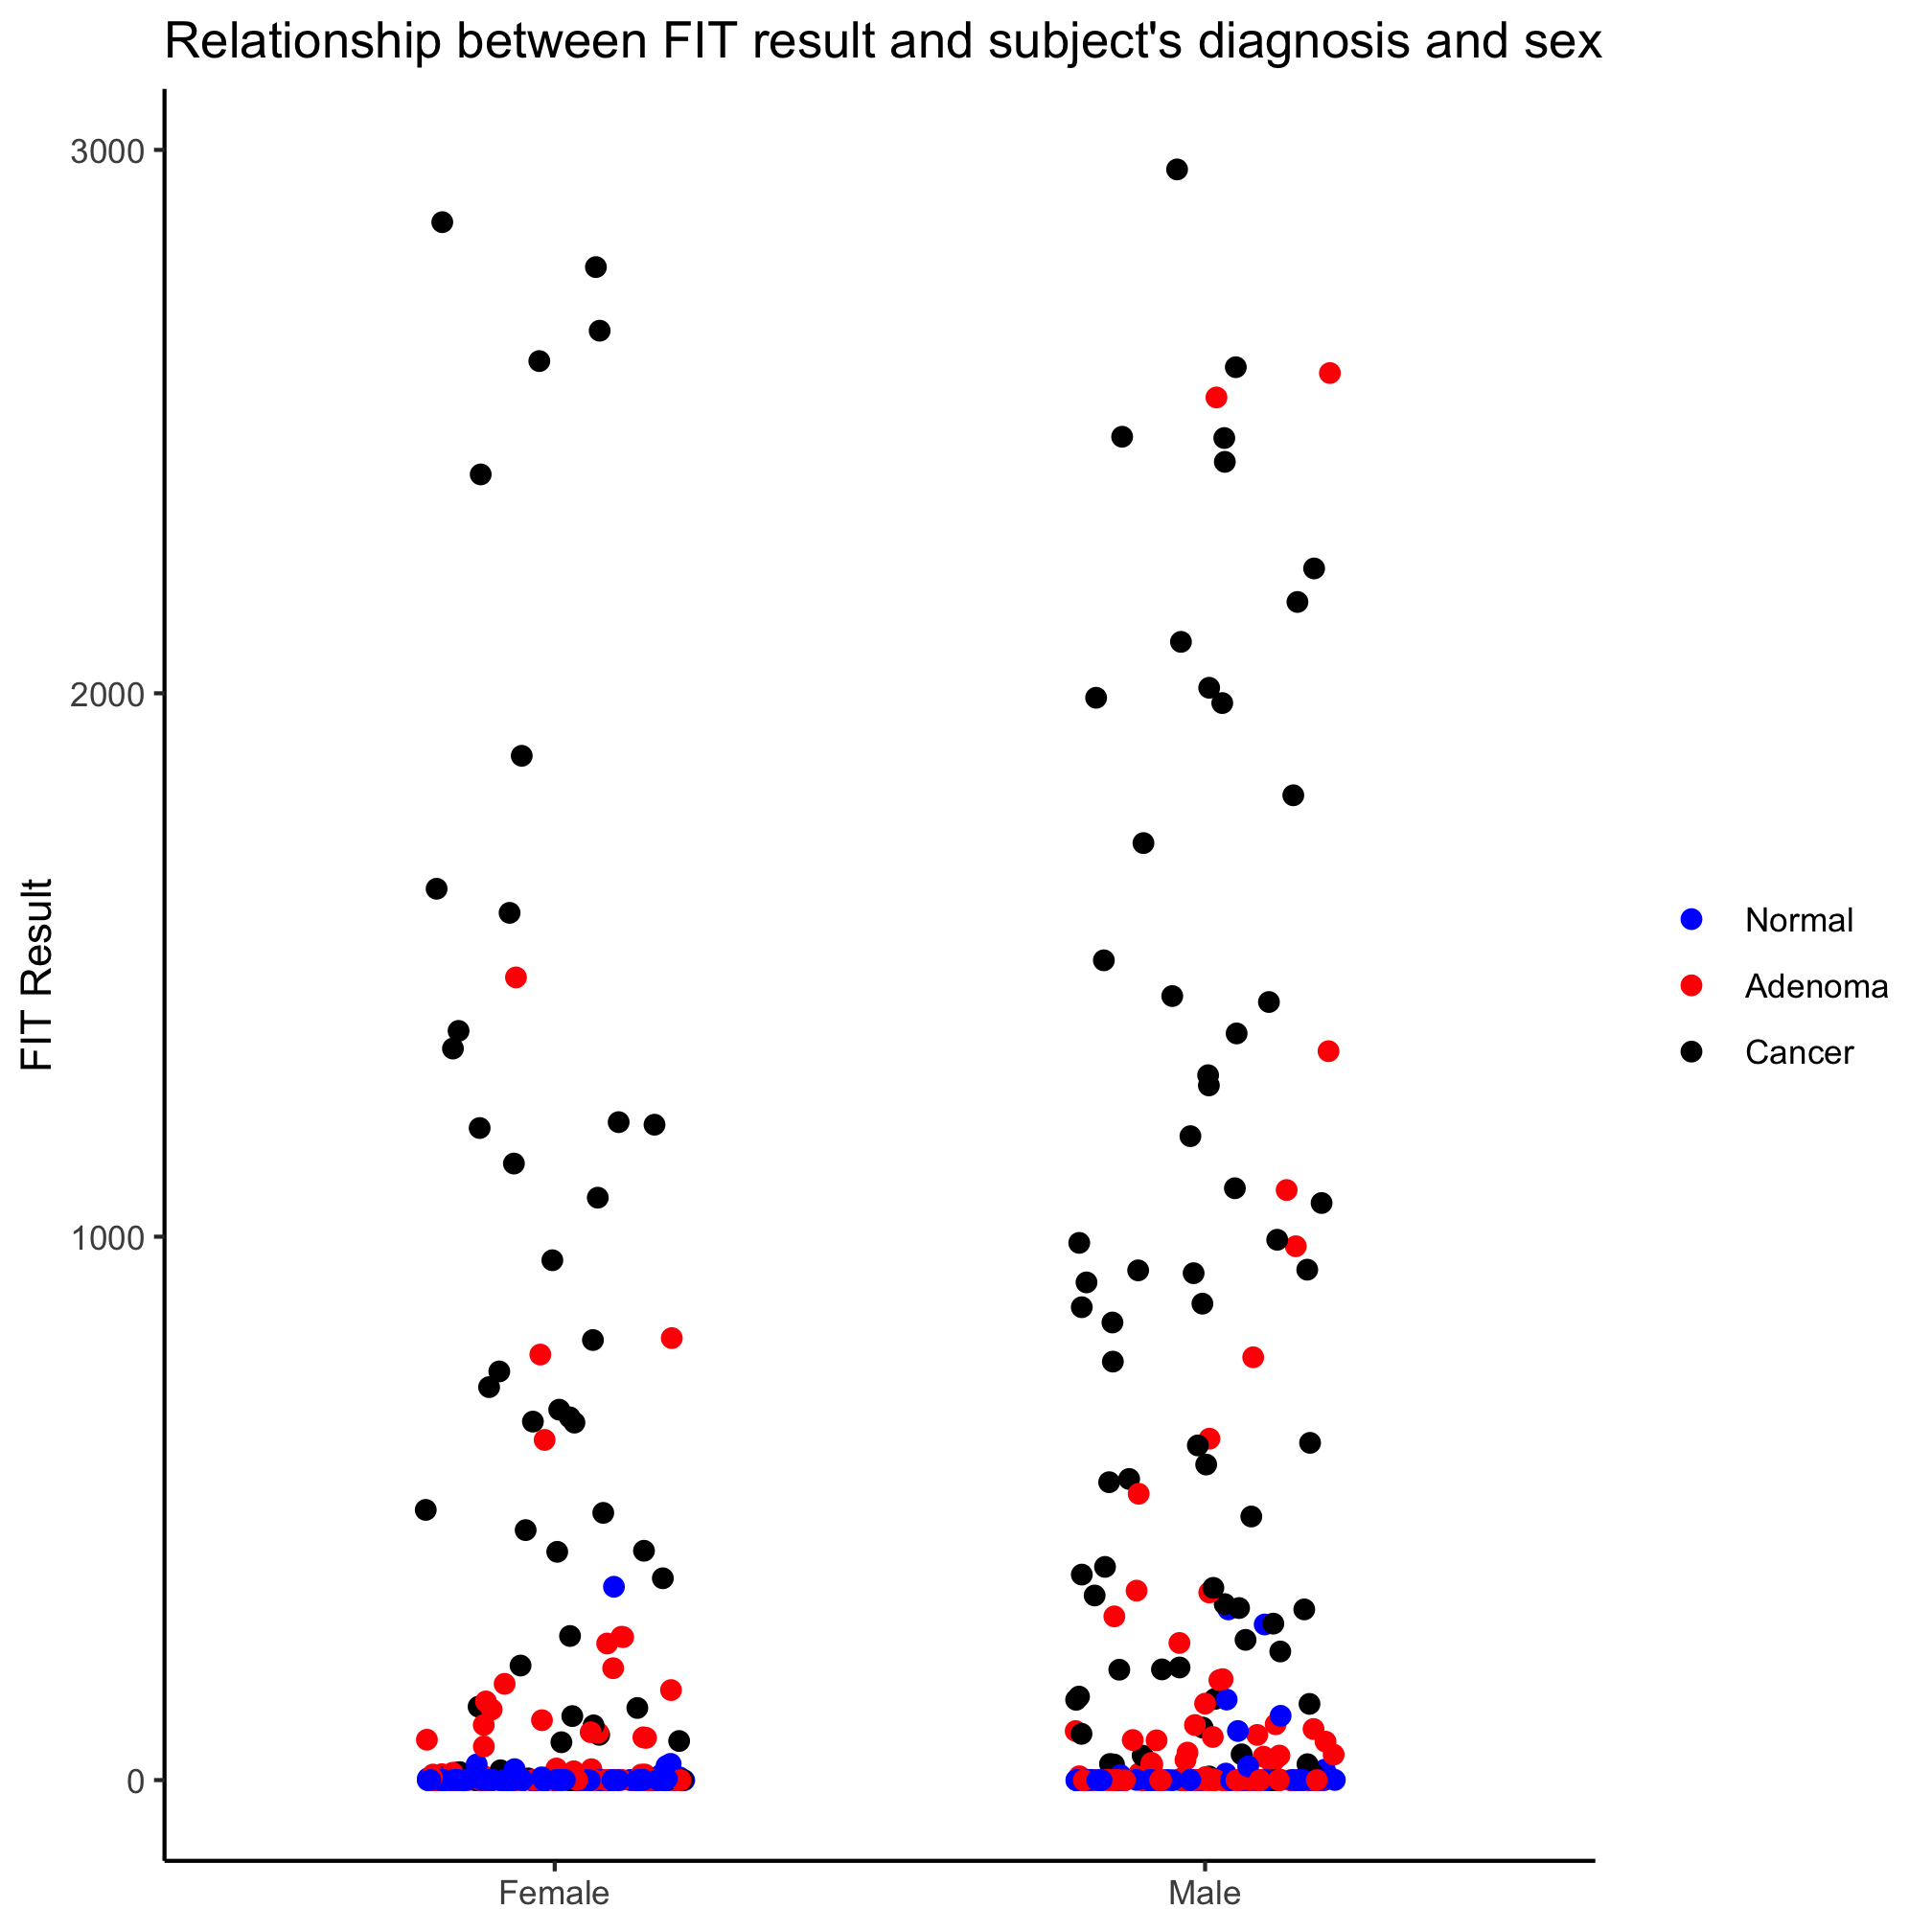 Relationship between FIT result and subject's diagnosis and sex
3000
2000
1000
0
FIT Result
Female
Male
Normal
Adenoma
Cancer